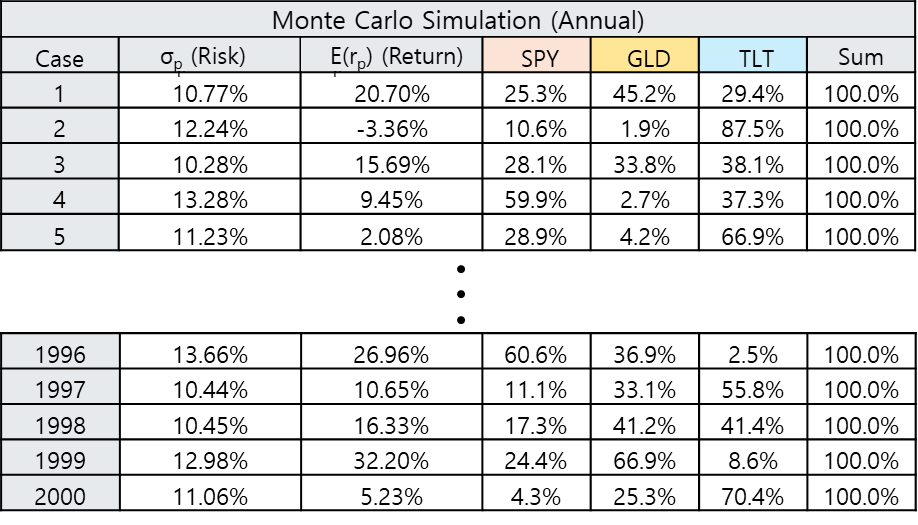 Monte Carlo Simulation (Annual)
Case σp (Risk) E(rp) (Return) SPY GLD TLT Sum
1 10.77% 20.70% 25.3% 45.2% 29.4% 100.0%
2 12.24% -3.36% 10.6% 1.9% 87.5% 100.0%
3 10.28% 15.69% 28.1% 33.8% 38.1% 100.0%
4 13.28% 9.45% 59.9% 2.7% 37.3% 100.0%
5 11.23% 2.08% 28.9% 4.2% 66.9% 100.0%
1996 13.66% 26.96% 60.6% 36.9% 2.5% 100.0%
1997 10.44% 10.65% 11.1% 33.1% 55.8% 100.0%
1998 10.45% 16.33% 17.3% 41.2% 41.4% 100.0%
1999 12.98% 32.20% 24.4% 66.9% 8.6% 100.0%
2000 11.06% 5.23% 4.3% 25.3% 70.4% 100.0%